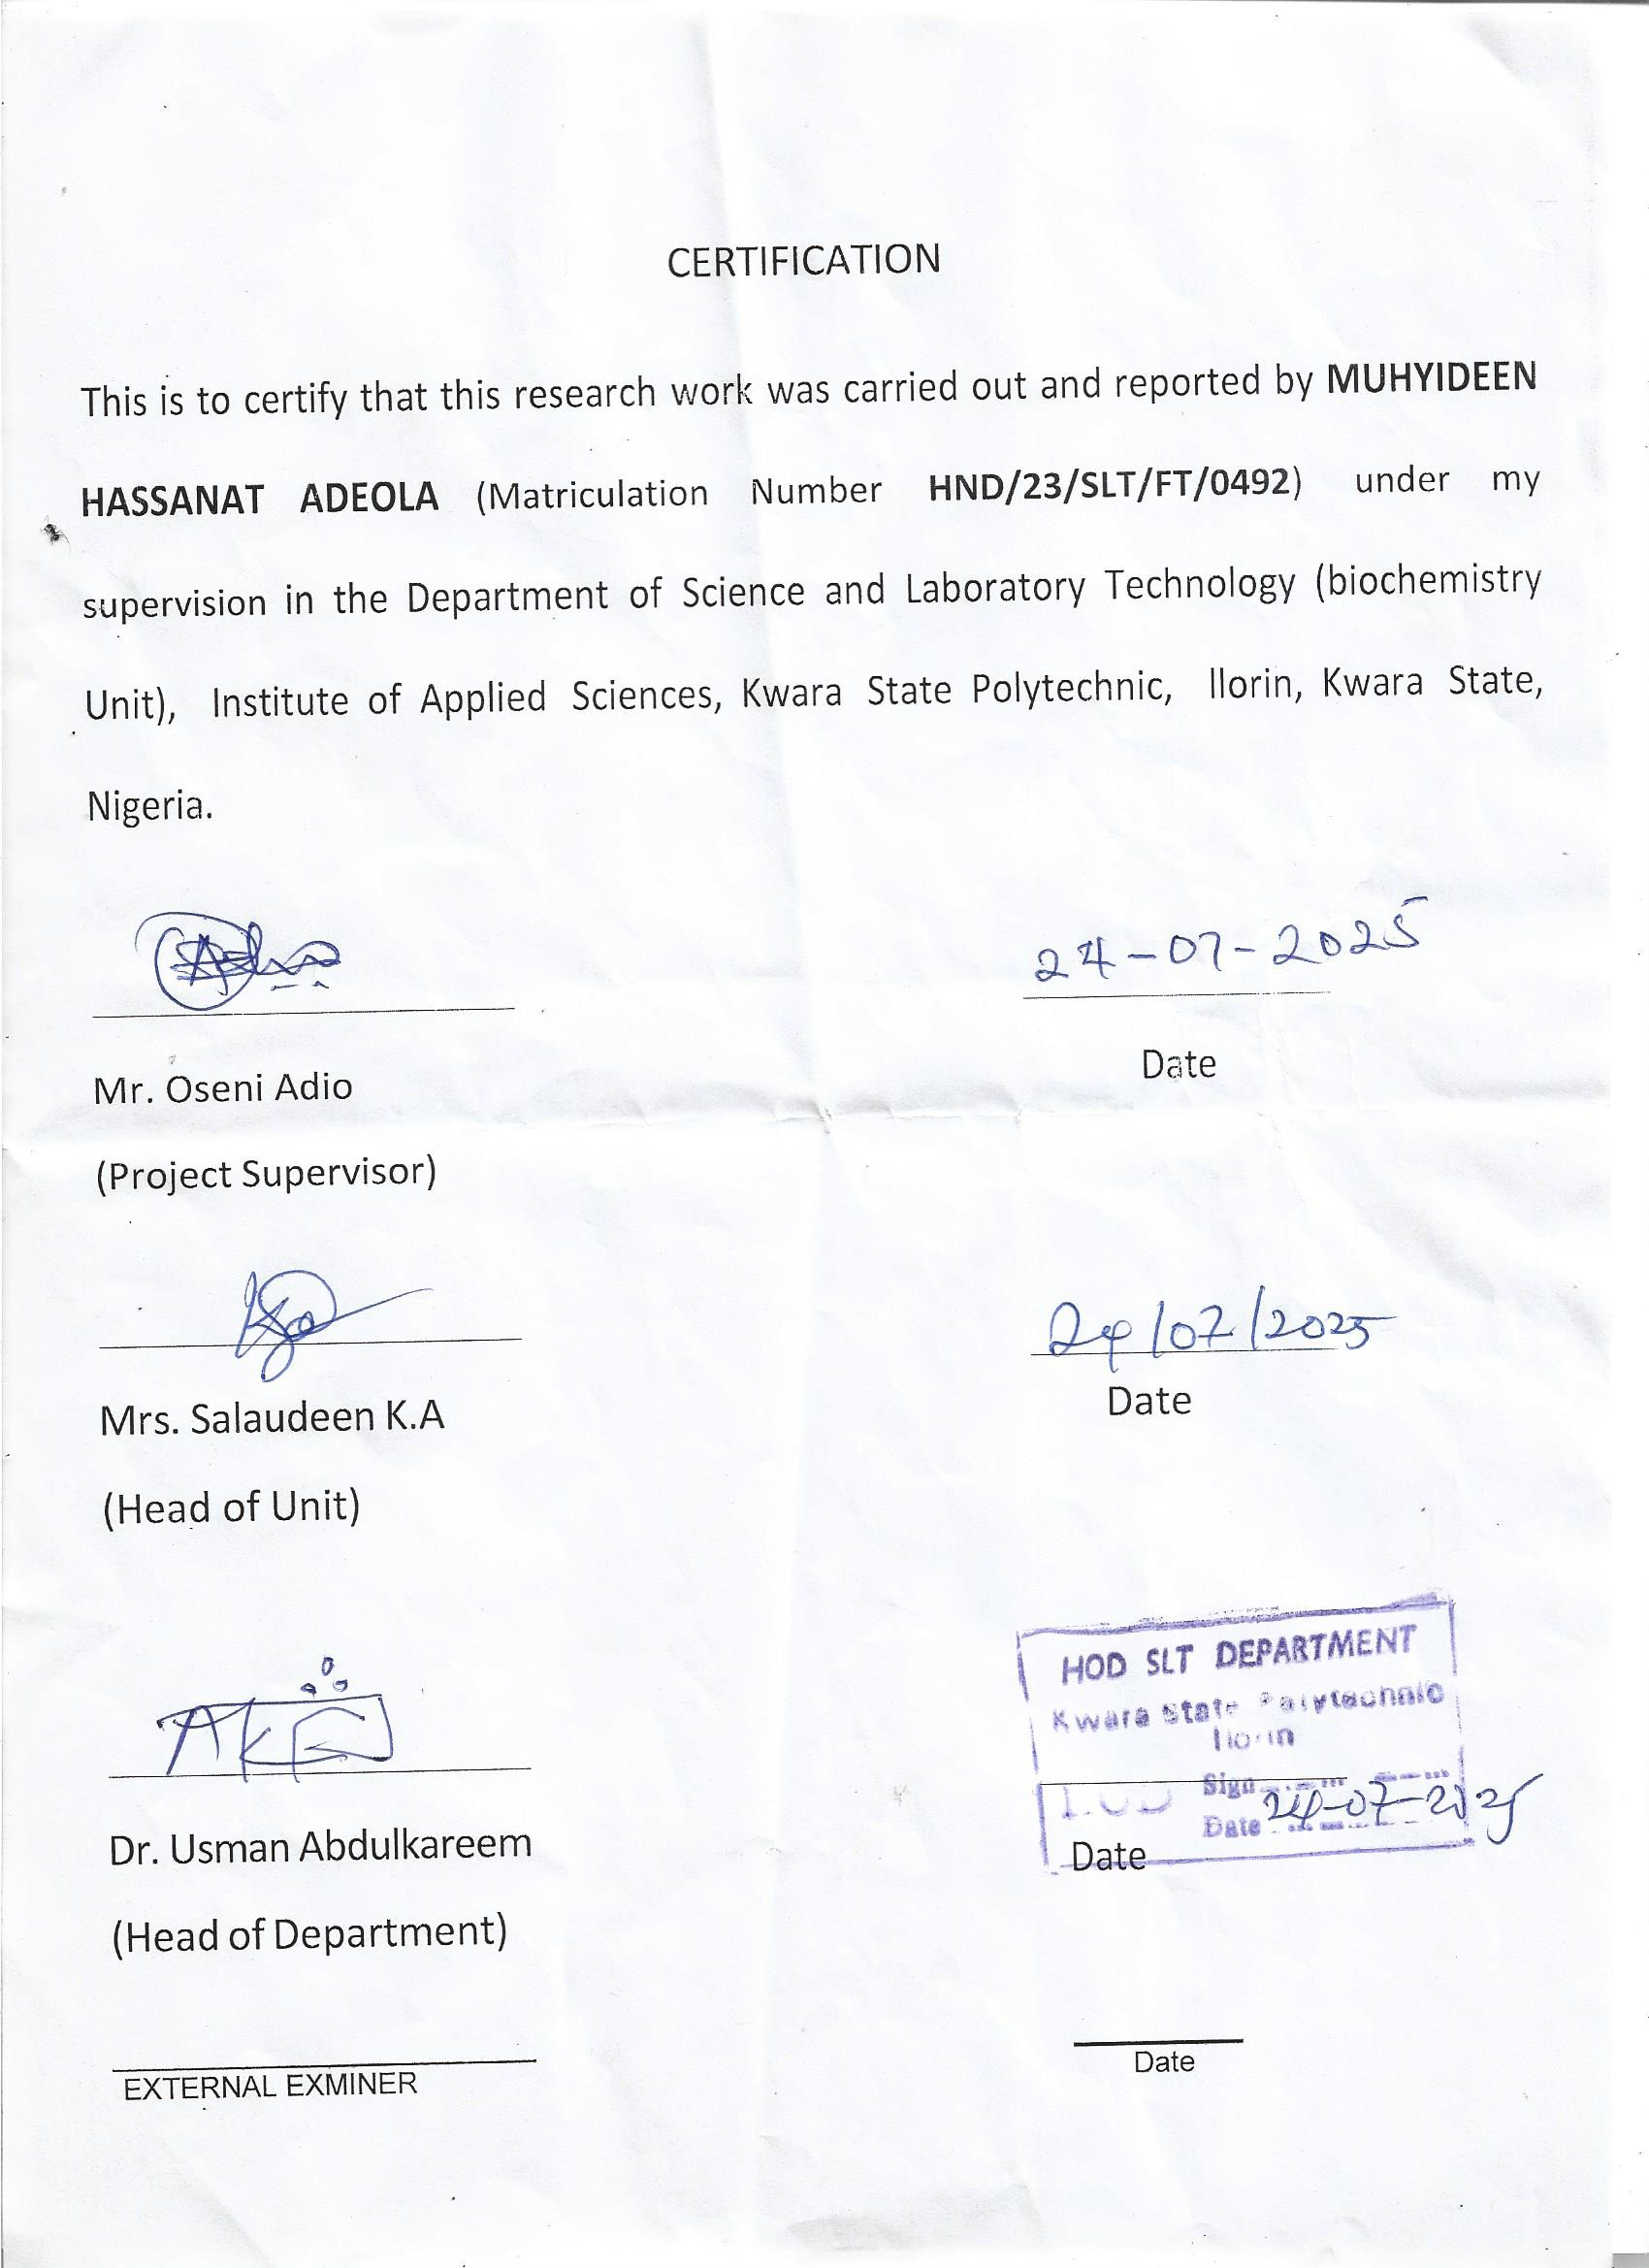 CERTIFICATION
This is to certify that this research work was carried out and reported by MUHYIDEEN
HASSANAT ADEOLA (Matriculation Number HND/23/SLT/FT/0492) under my
supervision in the Department of Science and Laboratory Technology (biochemistry
Unit), Institute of Applied Sciences, Kwara State Polytechnic, Ilorin, Kwara State,
Nigeria.
24-07-2025
Mr. Oseni Adio
Date
(Project Supervisor)
24/07/2025
Mrs. Salaudeen K.A
Date
(Head of Unit)
HOD SLT DEPARTMENT
Kwara State Polytechnic
Ilorin
Sign
Date 24-07-2025
Dr. Usman Abdulkareem
Date
(Head of Department)
EXTERNAL EXMINER
Date